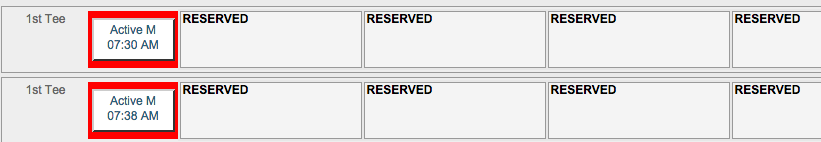 1st Tee Active M RESERVED RESERVED RESERVED RESERVED
07:30 AM
1st Tee Active M RESERVED RESERVED RESERVED RESERVED
07:38 AM